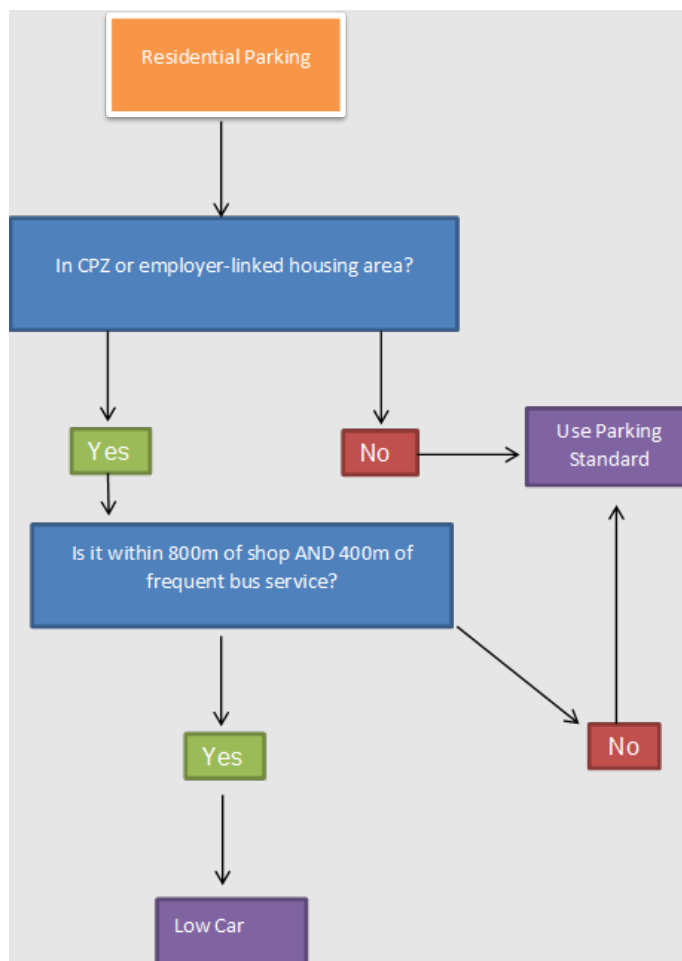 Residential Parking
In CPZ or employer-linked housing area?
Yes
No
Use Parking
Standard
Is it within 800m of shop AND 400m of
frequent bus service?
Yes
No
Low Car